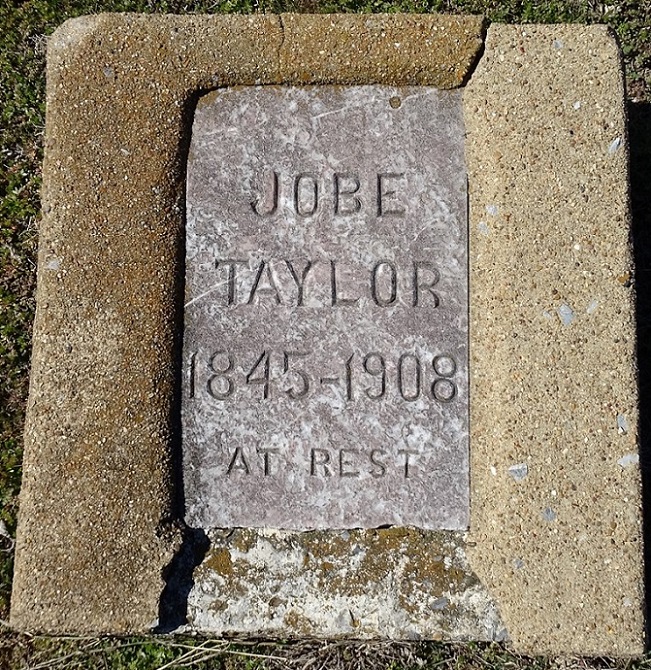 JOBE
TAYLOR
1845-1908
AT REST